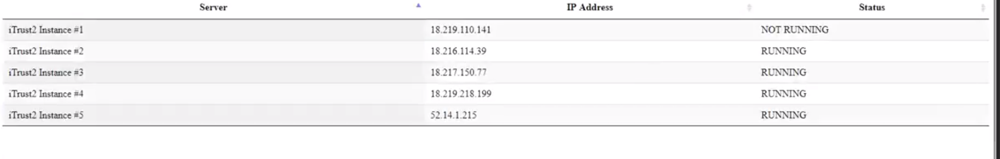 Server IP Address Status
iTrust2 Instance #1 18.219.110.141 NOT RUNNING
iTrust2 Instance #2 18.216.114.39 RUNNING
iTrust2 Instance #3 18.217.150.77 RUNNING
iTrust2 Instance #4 18.219.218.199 RUNNING
iTrust2 Instance #5 52.14.1.215 RUNNING